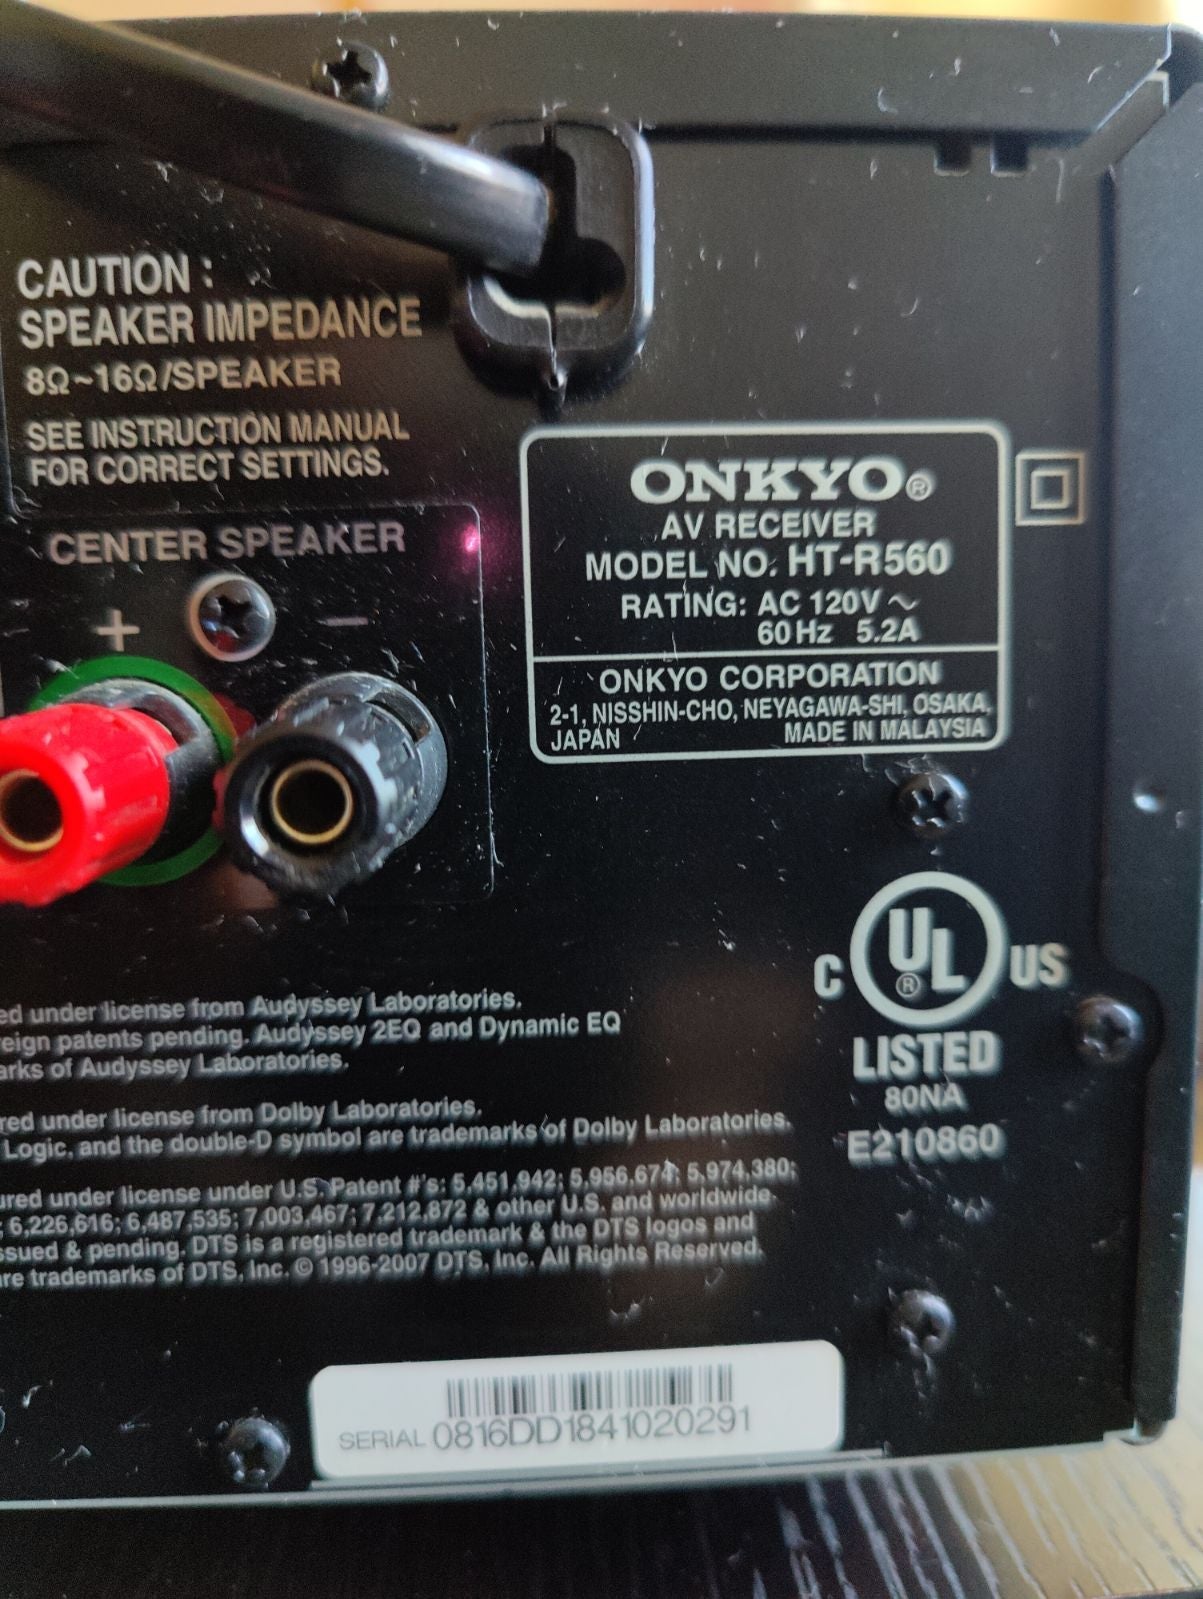 CAUTION :
SPEAKER IMPEDANCE
8Ω~16Ω/SPEAKER
SEE INSTRUCTION MANUAL
FOR CORRECT SETTINGS.
CENTER SPEAKER
+ −
ONKYO®
AV RECEIVER
MODEL NO. HT-R560
RATING: AC 120V ~
60Hz 5.2A
ONKYO CORPORATION
2-1, NISSHIN-CHO, NEYAGAWA-SHI, OSAKA,
JAPAN MADE IN MALAYSIA
C UL® US
LISTED
80NA
E210860
ed under license from Audyssey Laboratories.
eign patents pending. Audyssey 2EQ and Dynamic EQ
arks of Audyssey Laboratories.
red under license from Dolby Laboratories.
Logic, and the double-D symbol are trademarks of Dolby Laboratories.
ured under license under U.S. Patent #'s: 5,451,942; 5,956,674; 5,974,380;
; 6,226,616; 6,487,535; 7,003,467; 7,212,872 & other U.S. and worldwide
ssued & pending. DTS is a registered trademark & the DTS logos and
are trademarks of DTS, Inc. © 1996-2007 DTS, Inc. All Rights Reserved.
SERIAL 0816DD1841020291